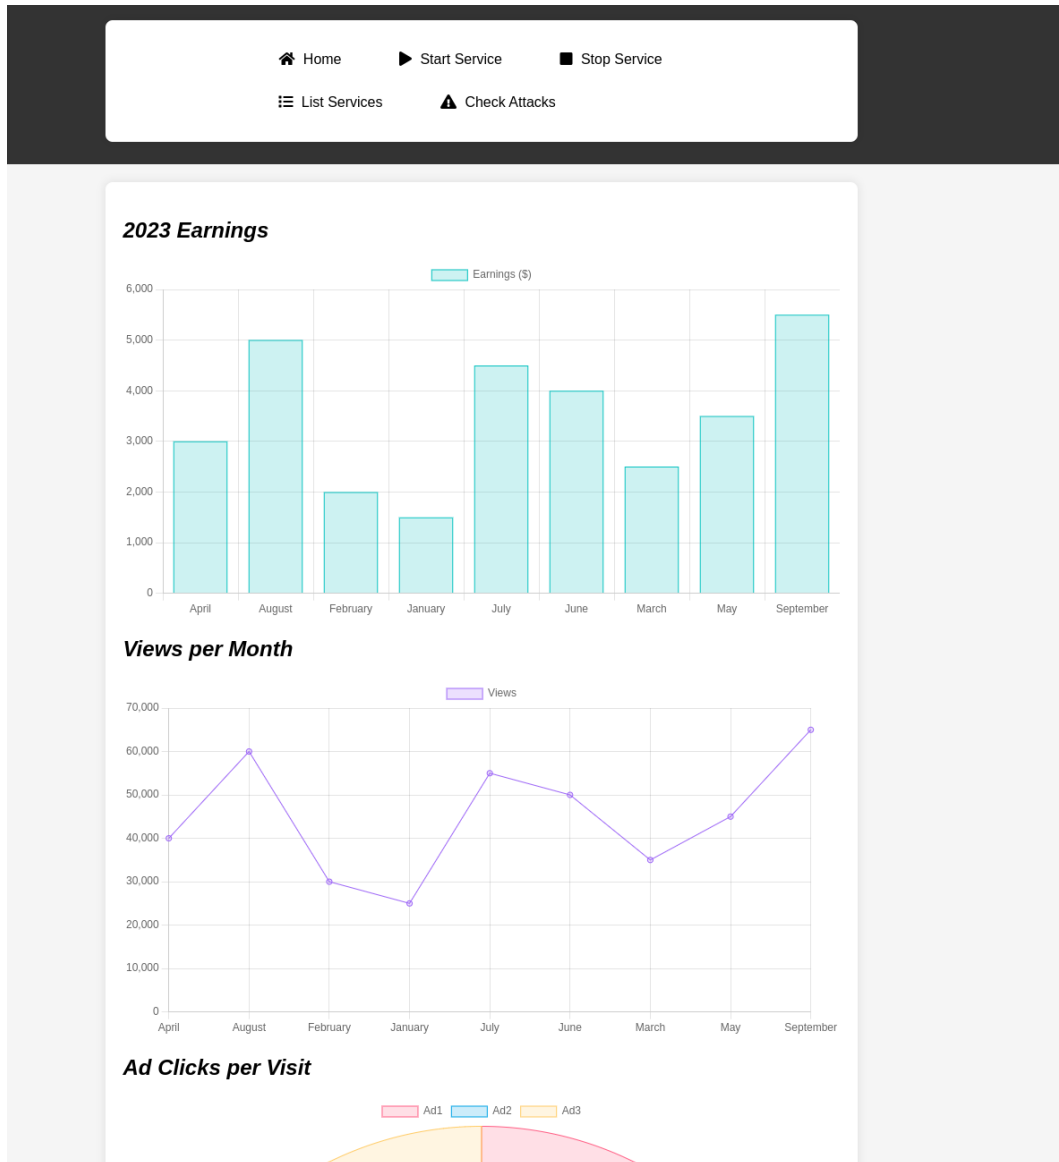 Home Start Service Stop Service
List Services Check Attacks
2023 Earnings
Earnings ($)
6,000
5,000
4,000
3,000
2,000
1,000
0
April August February January July June March May September
Views per Month
Views
70,000
60,000
50,000
40,000
30,000
20,000
10,000
0
April August February January July June March May September
Ad Clicks per Visit
Ad1 Ad2 Ad3